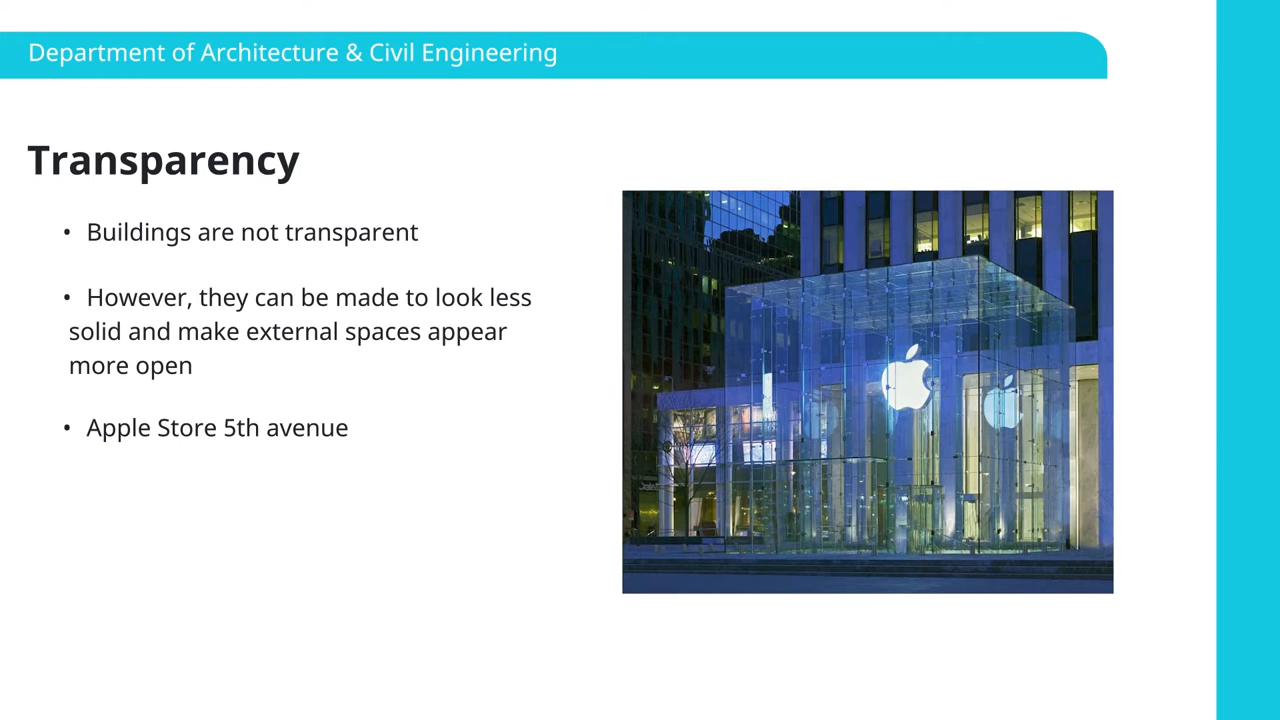 Department of Architecture & Civil Engineering
Transparency
• Buildings are not transparent
• However, they can be made to look less
solid and make external spaces appear
more open
• Apple Store 5th avenue